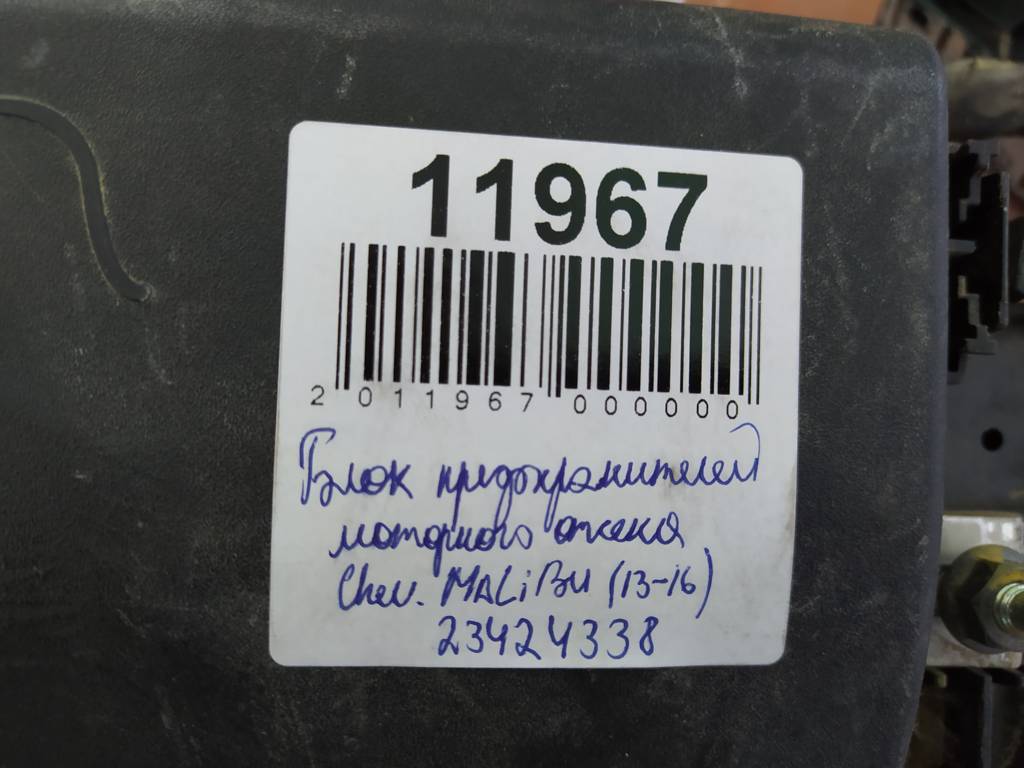 11967
2 011967 000000
Блок предохранителей
моторного отсека
Chev. MALiBU (13-16)
23424338